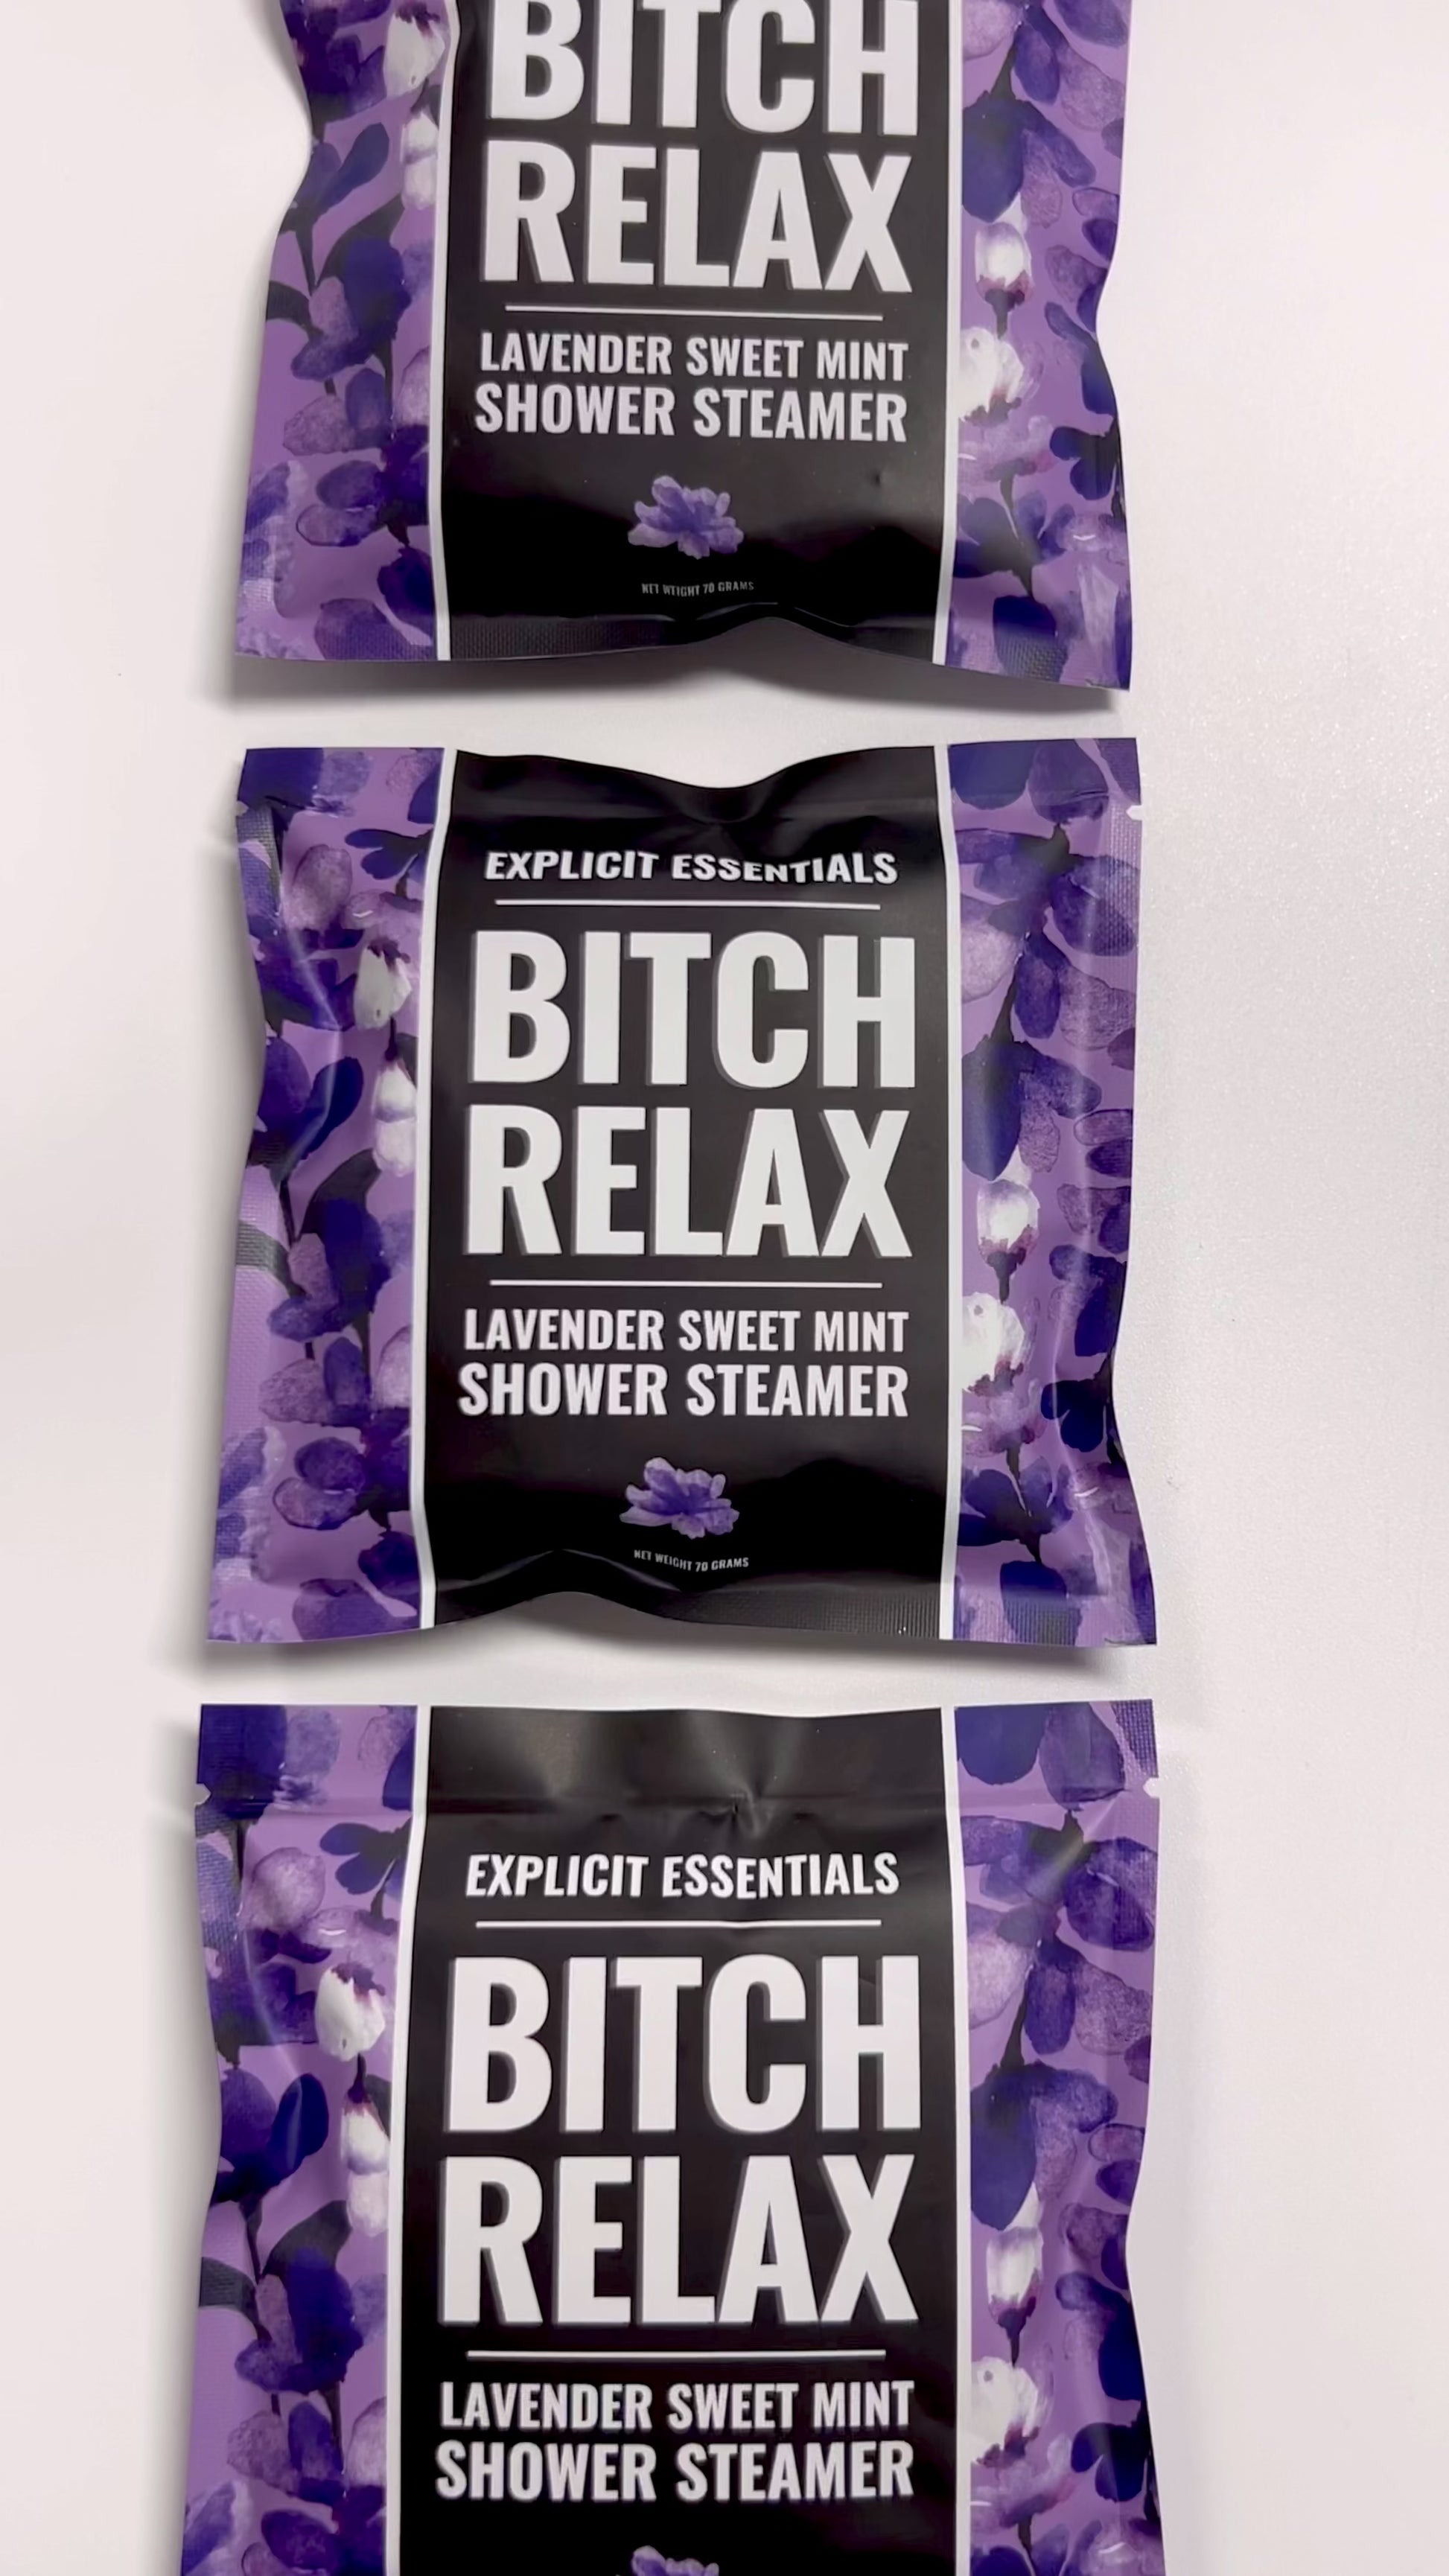 BITCH
RELAX
LAVENDER SWEET MINT
SHOWER STEAMER
NET WEIGHT 70 GRAMS
EXPLICIT ESSENTIALS
BITCH
RELAX
LAVENDER SWEET MINT
SHOWER STEAMER
NET WEIGHT 70 GRAMS
EXPLICIT ESSENTIALS
BITCH
RELAX
LAVENDER SWEET MINT
SHOWER STEAMER